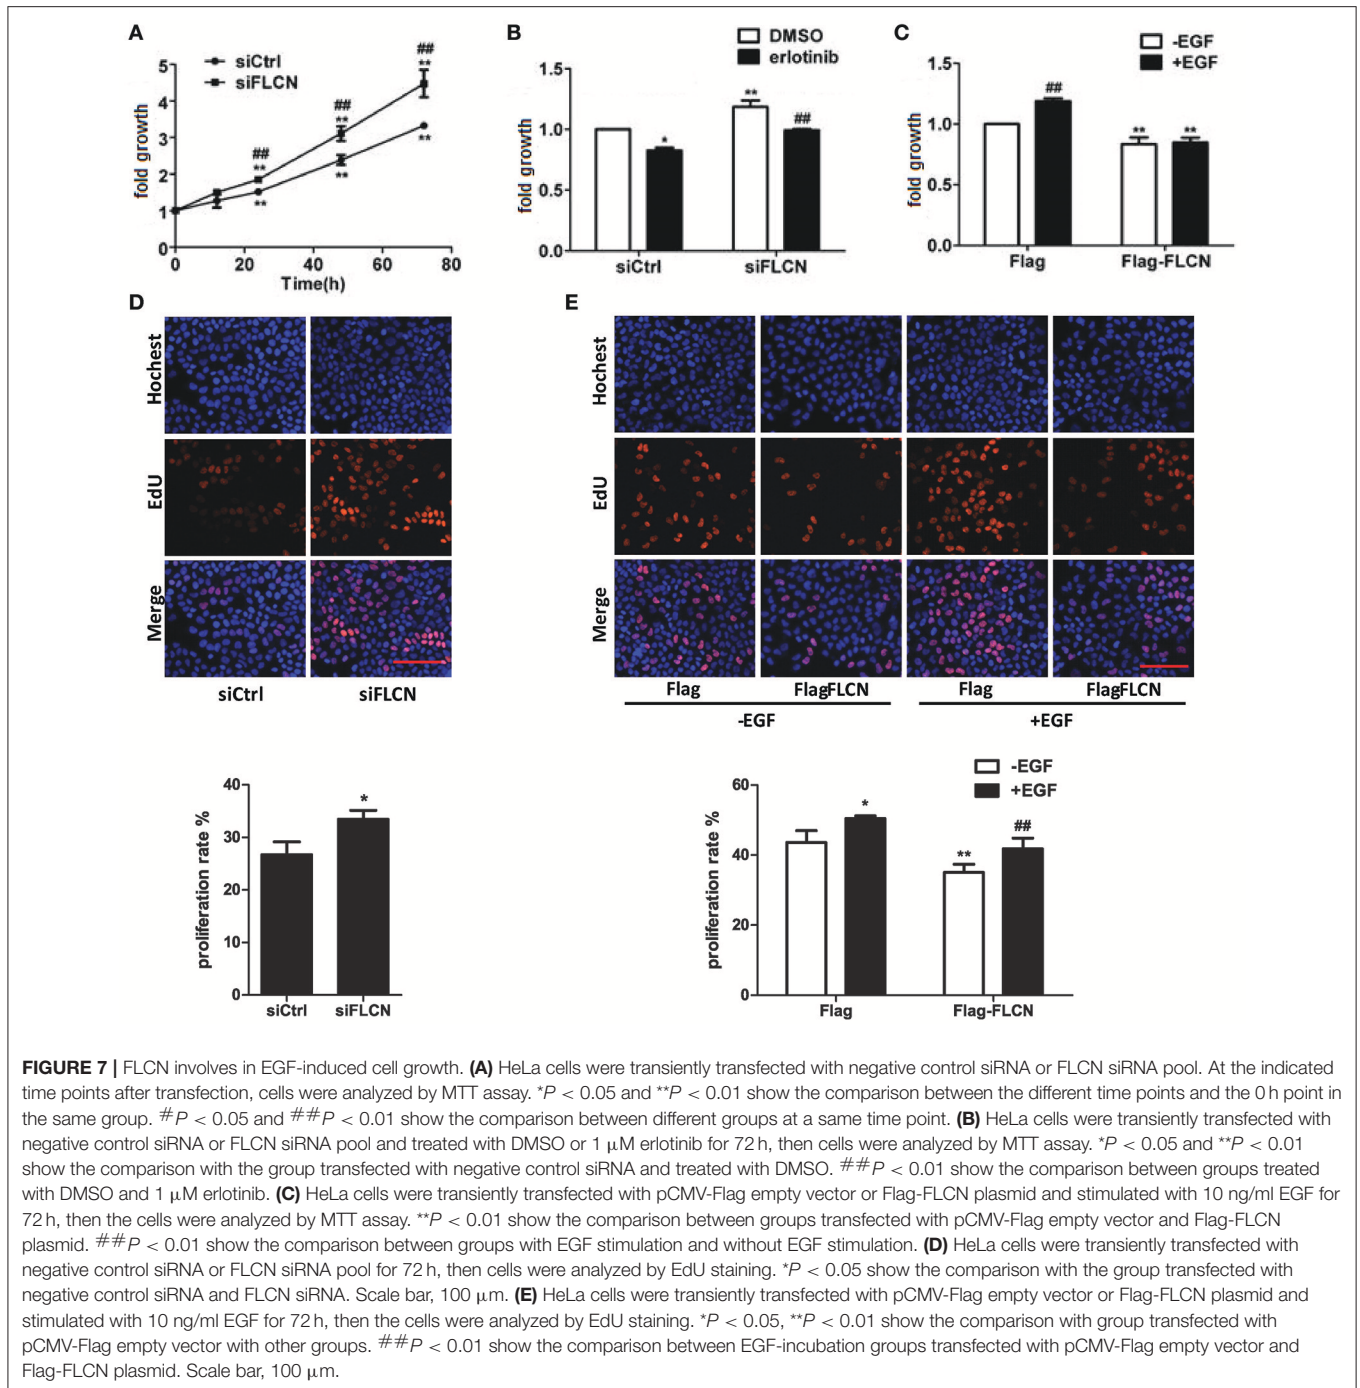 A
siCtrl
siFLCN
fold growth
5
4
3
2
1
0
##
**
##
**
##
**
**
**
**
0 20 40 60 80
Time(h)
B
DMSO
erlotinib
fold growth
1.5
1.0
0.5
0.0
*
**
##
siCtrl siFLCN
C
-EGF
+EGF
fold growth
1.5
1.0
0.5
0.0
##
** **
Flag Flag-FLCN
D
Hochest
EdU
Merge
siCtrl siFLCN
proliferation rate %
40
30
20
10
0
*
siCtrl siFLCN
E
Hochest
EdU
Merge
Flag FlagFLCN Flag FlagFLCN
-EGF +EGF
-EGF
+EGF
proliferation rate %
60
40
20
0
*
**
##
Flag Flag-FLCN
FIGURE 7 | FLCN involves in EGF-induced cell growth. (A) HeLa cells were transiently transfected with negative control siRNA or FLCN siRNA pool. At the indicated
time points after transfection, cells were analyzed by MTT assay. *P < 0.05 and **P < 0.01 show the comparison between the different time points and the 0 h point in
the same group. #P < 0.05 and ##P < 0.01 show the comparison between different groups at a same time point. (B) HeLa cells were transiently transfected with
negative control siRNA or FLCN siRNA pool and treated with DMSO or 1 μM erlotinib for 72 h, then cells were analyzed by MTT assay. *P < 0.05 and **P < 0.01
show the comparison with the group transfected with negative control siRNA and treated with DMSO. ##P < 0.01 show the comparison between groups treated
with DMSO and 1 μM erlotinib. (C) HeLa cells were transiently transfected with pCMV-Flag empty vector or Flag-FLCN plasmid and stimulated with 10 ng/ml EGF for
72 h, then the cells were analyzed by MTT assay. **P < 0.01 show the comparison between groups transfected with pCMV-Flag empty vector and Flag-FLCN
plasmid. ##P < 0.01 show the comparison between groups with EGF stimulation and without EGF stimulation. (D) HeLa cells were transiently transfected with
negative control siRNA or FLCN siRNA pool for 72 h, then cells were analyzed by EdU staining. *P < 0.05 show the comparison with the group transfected with
negative control siRNA and FLCN siRNA. Scale bar, 100 μm. (E) HeLa cells were transiently transfected with pCMV-Flag empty vector or Flag-FLCN plasmid and
stimulated with 10 ng/ml EGF for 72 h, then the cells were analyzed by EdU staining. *P < 0.05, **P < 0.01 show the comparison with group transfected with
pCMV-Flag empty vector with other groups. ##P < 0.01 show the comparison between EGF-incubation groups transfected with pCMV-Flag empty vector and
Flag-FLCN plasmid. Scale bar, 100 μm.